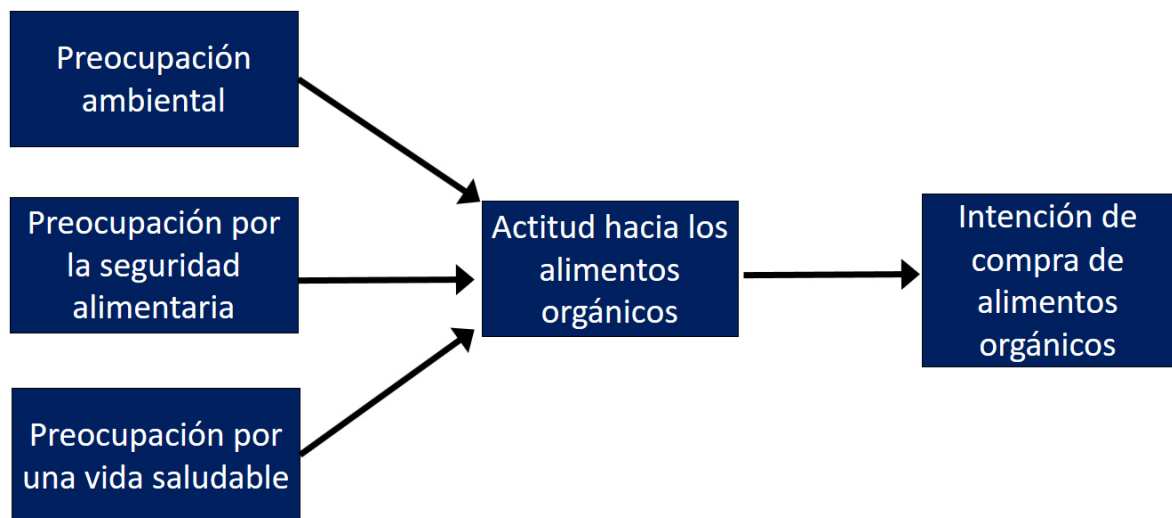 Preocupación
ambiental
Preocupación por
la seguridad
alimentaria
Preocupación por
una vida saludable
Actitud hacia los
alimentos
orgánicos
Intención de
compra de
alimentos
orgánicos